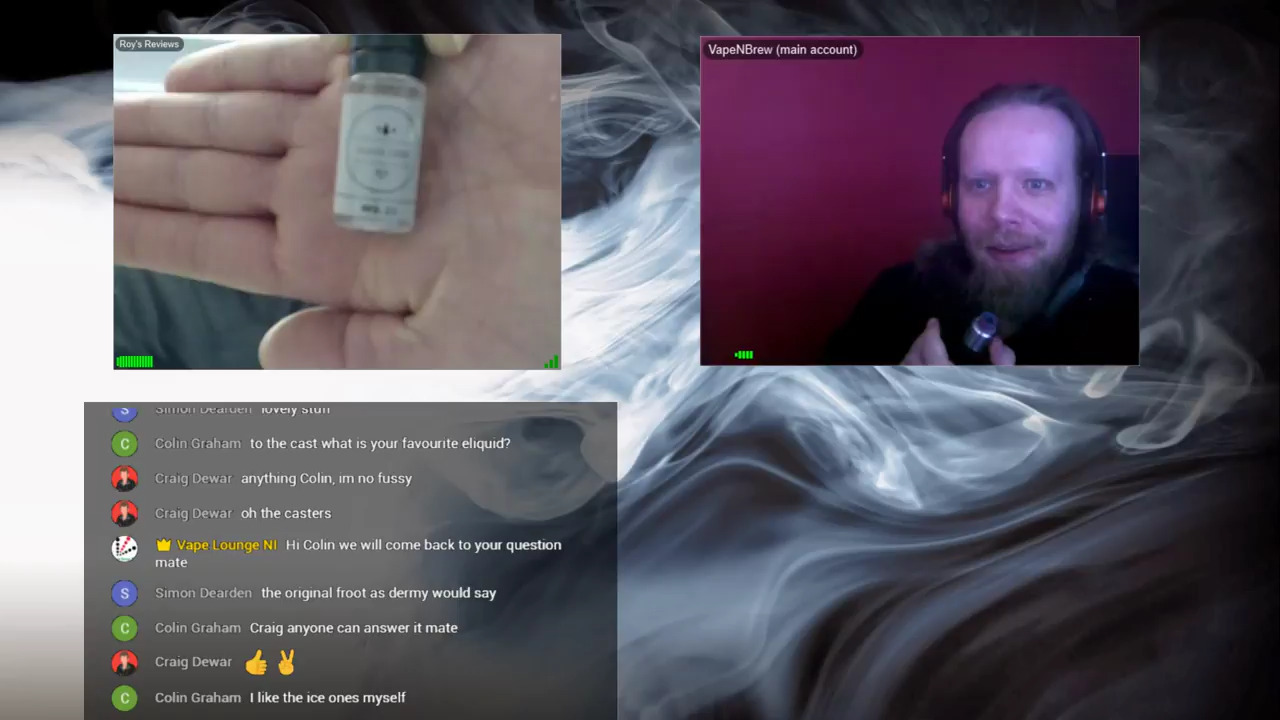 Roy's Reviews
VapeNBrew (main account)
Simon Dearden lovely stuff
C Colin Graham to the cast what is your favourite eliquid?
Craig Dewar anything Colin, im no fussy
Craig Dewar oh the casters
Vape Lounge NI Hi Colin we will come back to your question
mate
S Simon Dearden the original froot as dermy would say
C Colin Graham Craig anyone can answer it mate
Craig Dewar 👍 ✌
C Colin Graham I like the ice ones myself